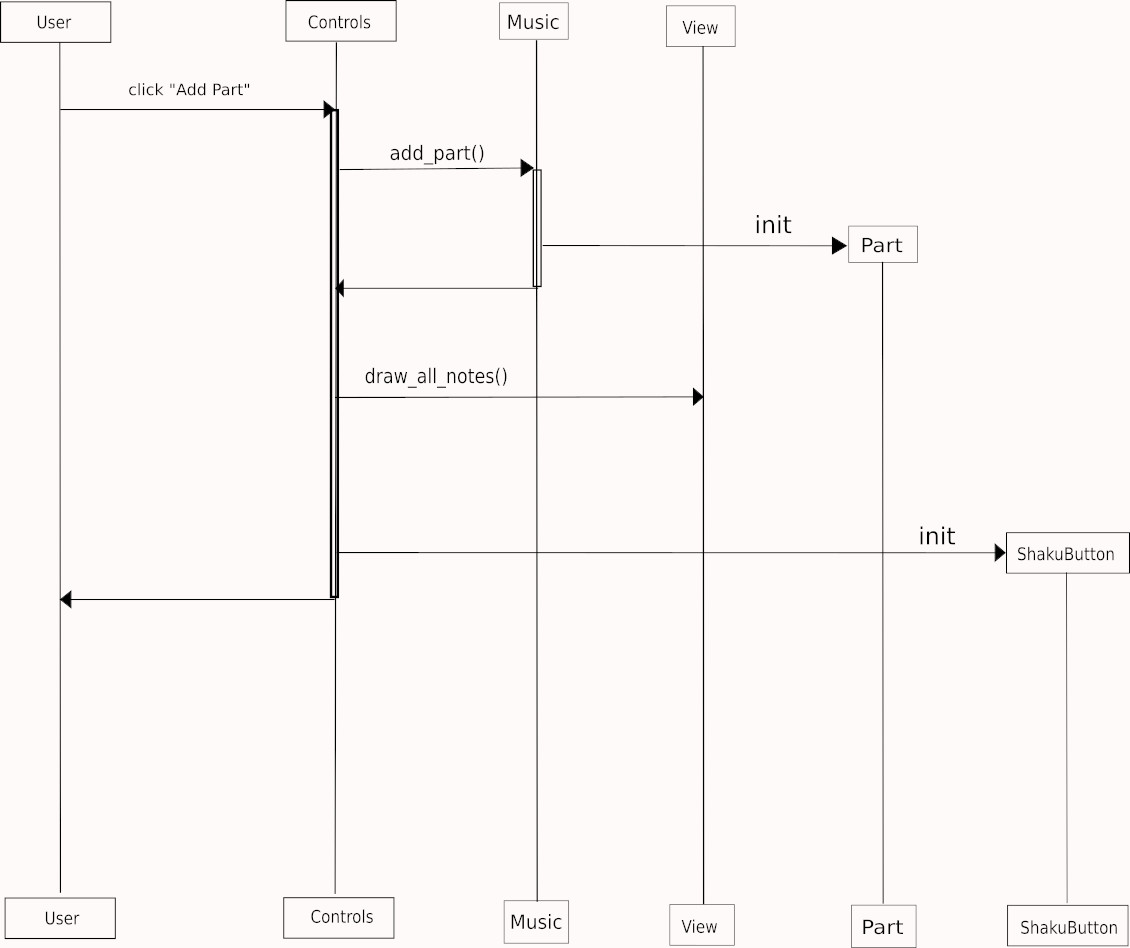 User
Controls
Music
View
click "Add Part"
add_part()
init
Part
draw_all_notes()
init
ShakuButton
User
Controls
Music
View
Part
ShakuButton